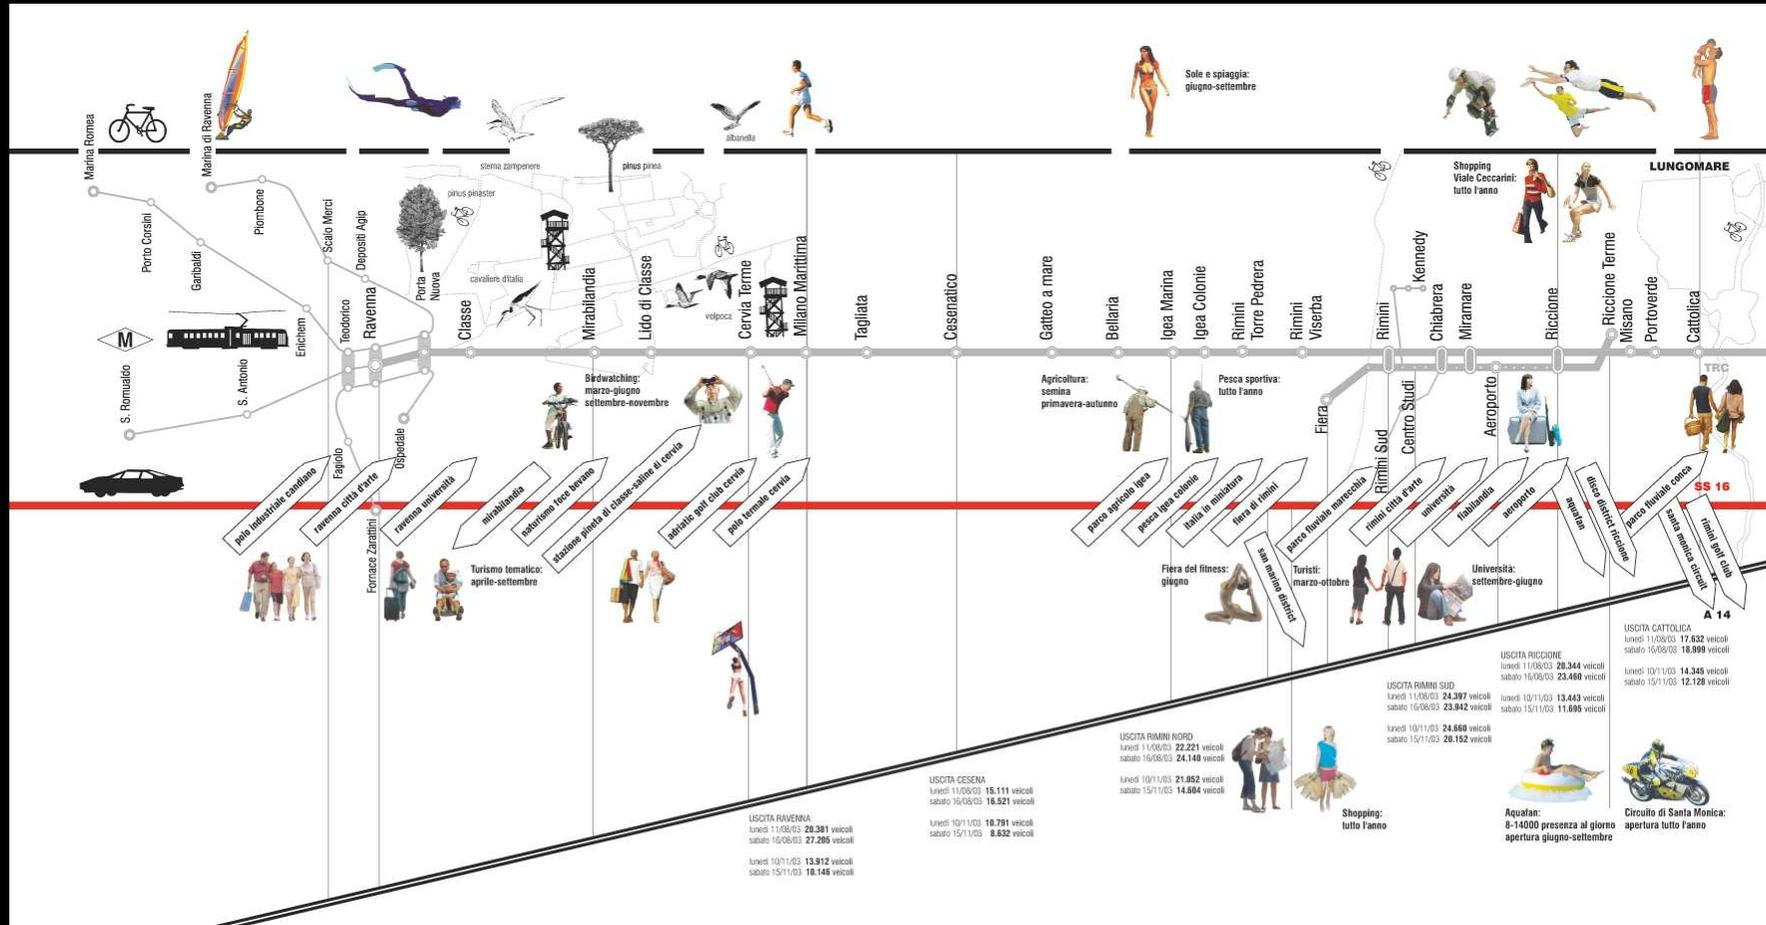 Sole e spiaggia:
giugno-settembre
Marina Romea
Marina di Ravenna
albanella
sterna zampenere
pinus pinea
Shopping
Viale Ceccarini:
tutto l'anno
LUNGOMARE
pinus pinaster
Porto Corsini
Garibaldi
Piombone
Scalo Merci
Depositi Agip
Porta
Nuova
cavaliere d'italia
volpoca
Enichem
Teodorico
Ravenna
Classe
Mirabilandia
Lido di Classe
Cervia Terme
Milano Marittima
Tagliata
Cesenatico
Gatteo a mare
Bellaria
Igea Marina
Igea Colonie
Rimini
Torre Pedrera
Rimini
Viserba
Rimini
Kennedy
Chiabrera
Miramare
Riccione
Riccione Terme
Misano
Portoverde
Cattolica
M
TRC
S. Romualdo
S. Antonio
Fagiolo
Ospedale
Birdwatching:
marzo-giugno
settembre-novembre
Agricoltura:
semina
primavera-autunno
Pesca sportiva:
tutto l'anno
Fiera
Rimini Sud
Centro Studi
Aeroporto
SS 16
polo industriale candiano
ravenna città d'arte
ravenna università
mirabilandia
naturismo foce bevano
stazione pineta di classe-saline di cervia
adriatic golf club cervia
polo termale cervia
parco agricolo igea
pesca igea colonie
italia in miniatura
fiera di rimini
san marino district
parco fluviale marecchia
rimini città d'arte
università
fiabilandia
aeroporto
aquafan
disco district riccione
parco fluviale conca
santa monica circuit
rimini golf club
Fornace Zarattini
Turismo tematico:
aprile-settembre
Fiera del fitness:
giugno
Turisti:
marzo-ottobre
Università:
settembre-giugno
A 14
USCITA CATTOLICA
lunedì 11/08/03 17.632 veicoli
sabato 16/08/03 18.999 veicoli
lunedì 10/11/03 14.345 veicoli
sabato 15/11/03 12.128 veicoli
USCITA RICCIONE
lunedì 11/08/03 20.344 veicoli
sabato 16/08/03 23.460 veicoli
lunedì 10/11/03 13.443 veicoli
sabato 15/11/03 11.695 veicoli
USCITA RIMINI SUD
lunedì 11/08/03 24.397 veicoli
sabato 16/08/03 23.942 veicoli
lunedì 10/11/03 24.660 veicoli
sabato 15/11/03 20.152 veicoli
USCITA RIMINI NORD
lunedì 11/08/03 22.221 veicoli
sabato 16/08/03 24.140 veicoli
lunedì 10/11/03 21.052 veicoli
sabato 15/11/03 14.604 veicoli
USCITA CESENA
lunedì 11/08/03 15.111 veicoli
sabato 16/08/03 16.521 veicoli
lunedì 10/11/03 10.791 veicoli
sabato 15/11/03 8.632 veicoli
USCITA RAVENNA
lunedì 11/08/03 20.381 veicoli
sabato 16/08/03 27.205 veicoli
lunedì 10/11/03 13.912 veicoli
sabato 15/11/03 10.146 veicoli
Shopping:
tutto l'anno
Aquafan:
8-14000 presenza al giorno
apertura giugno-settembre
Circuito di Santa Monica:
apertura tutto l'anno